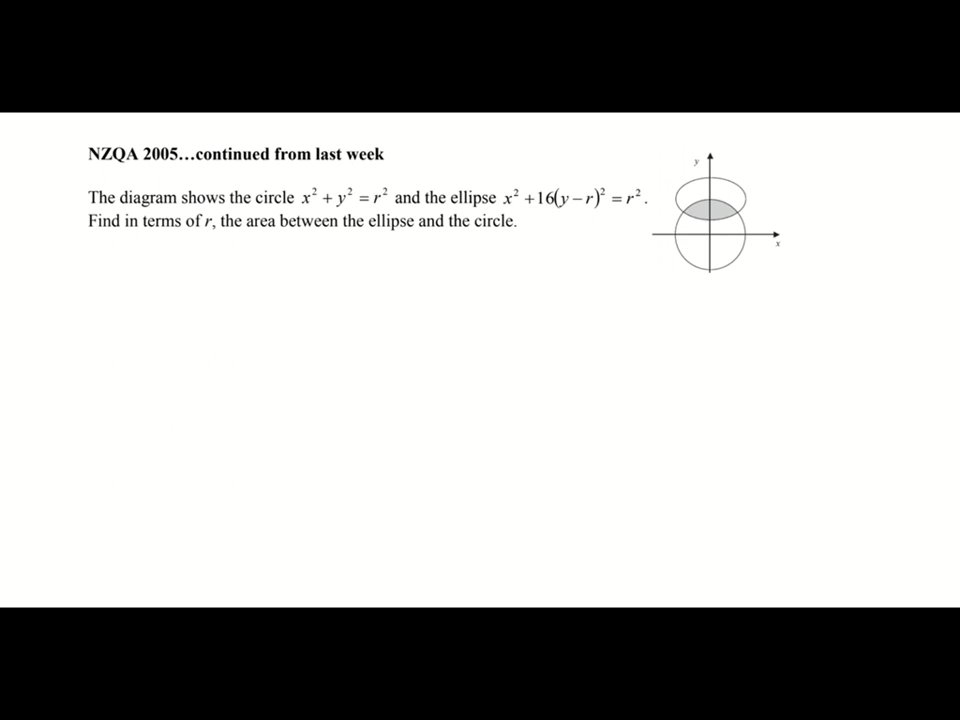 NZQA 2005...continued from last week
The diagram shows the circle x² + y² = r² and the ellipse x² +16(y − r)² = r².
Find in terms of r, the area between the ellipse and the circle.
y
x